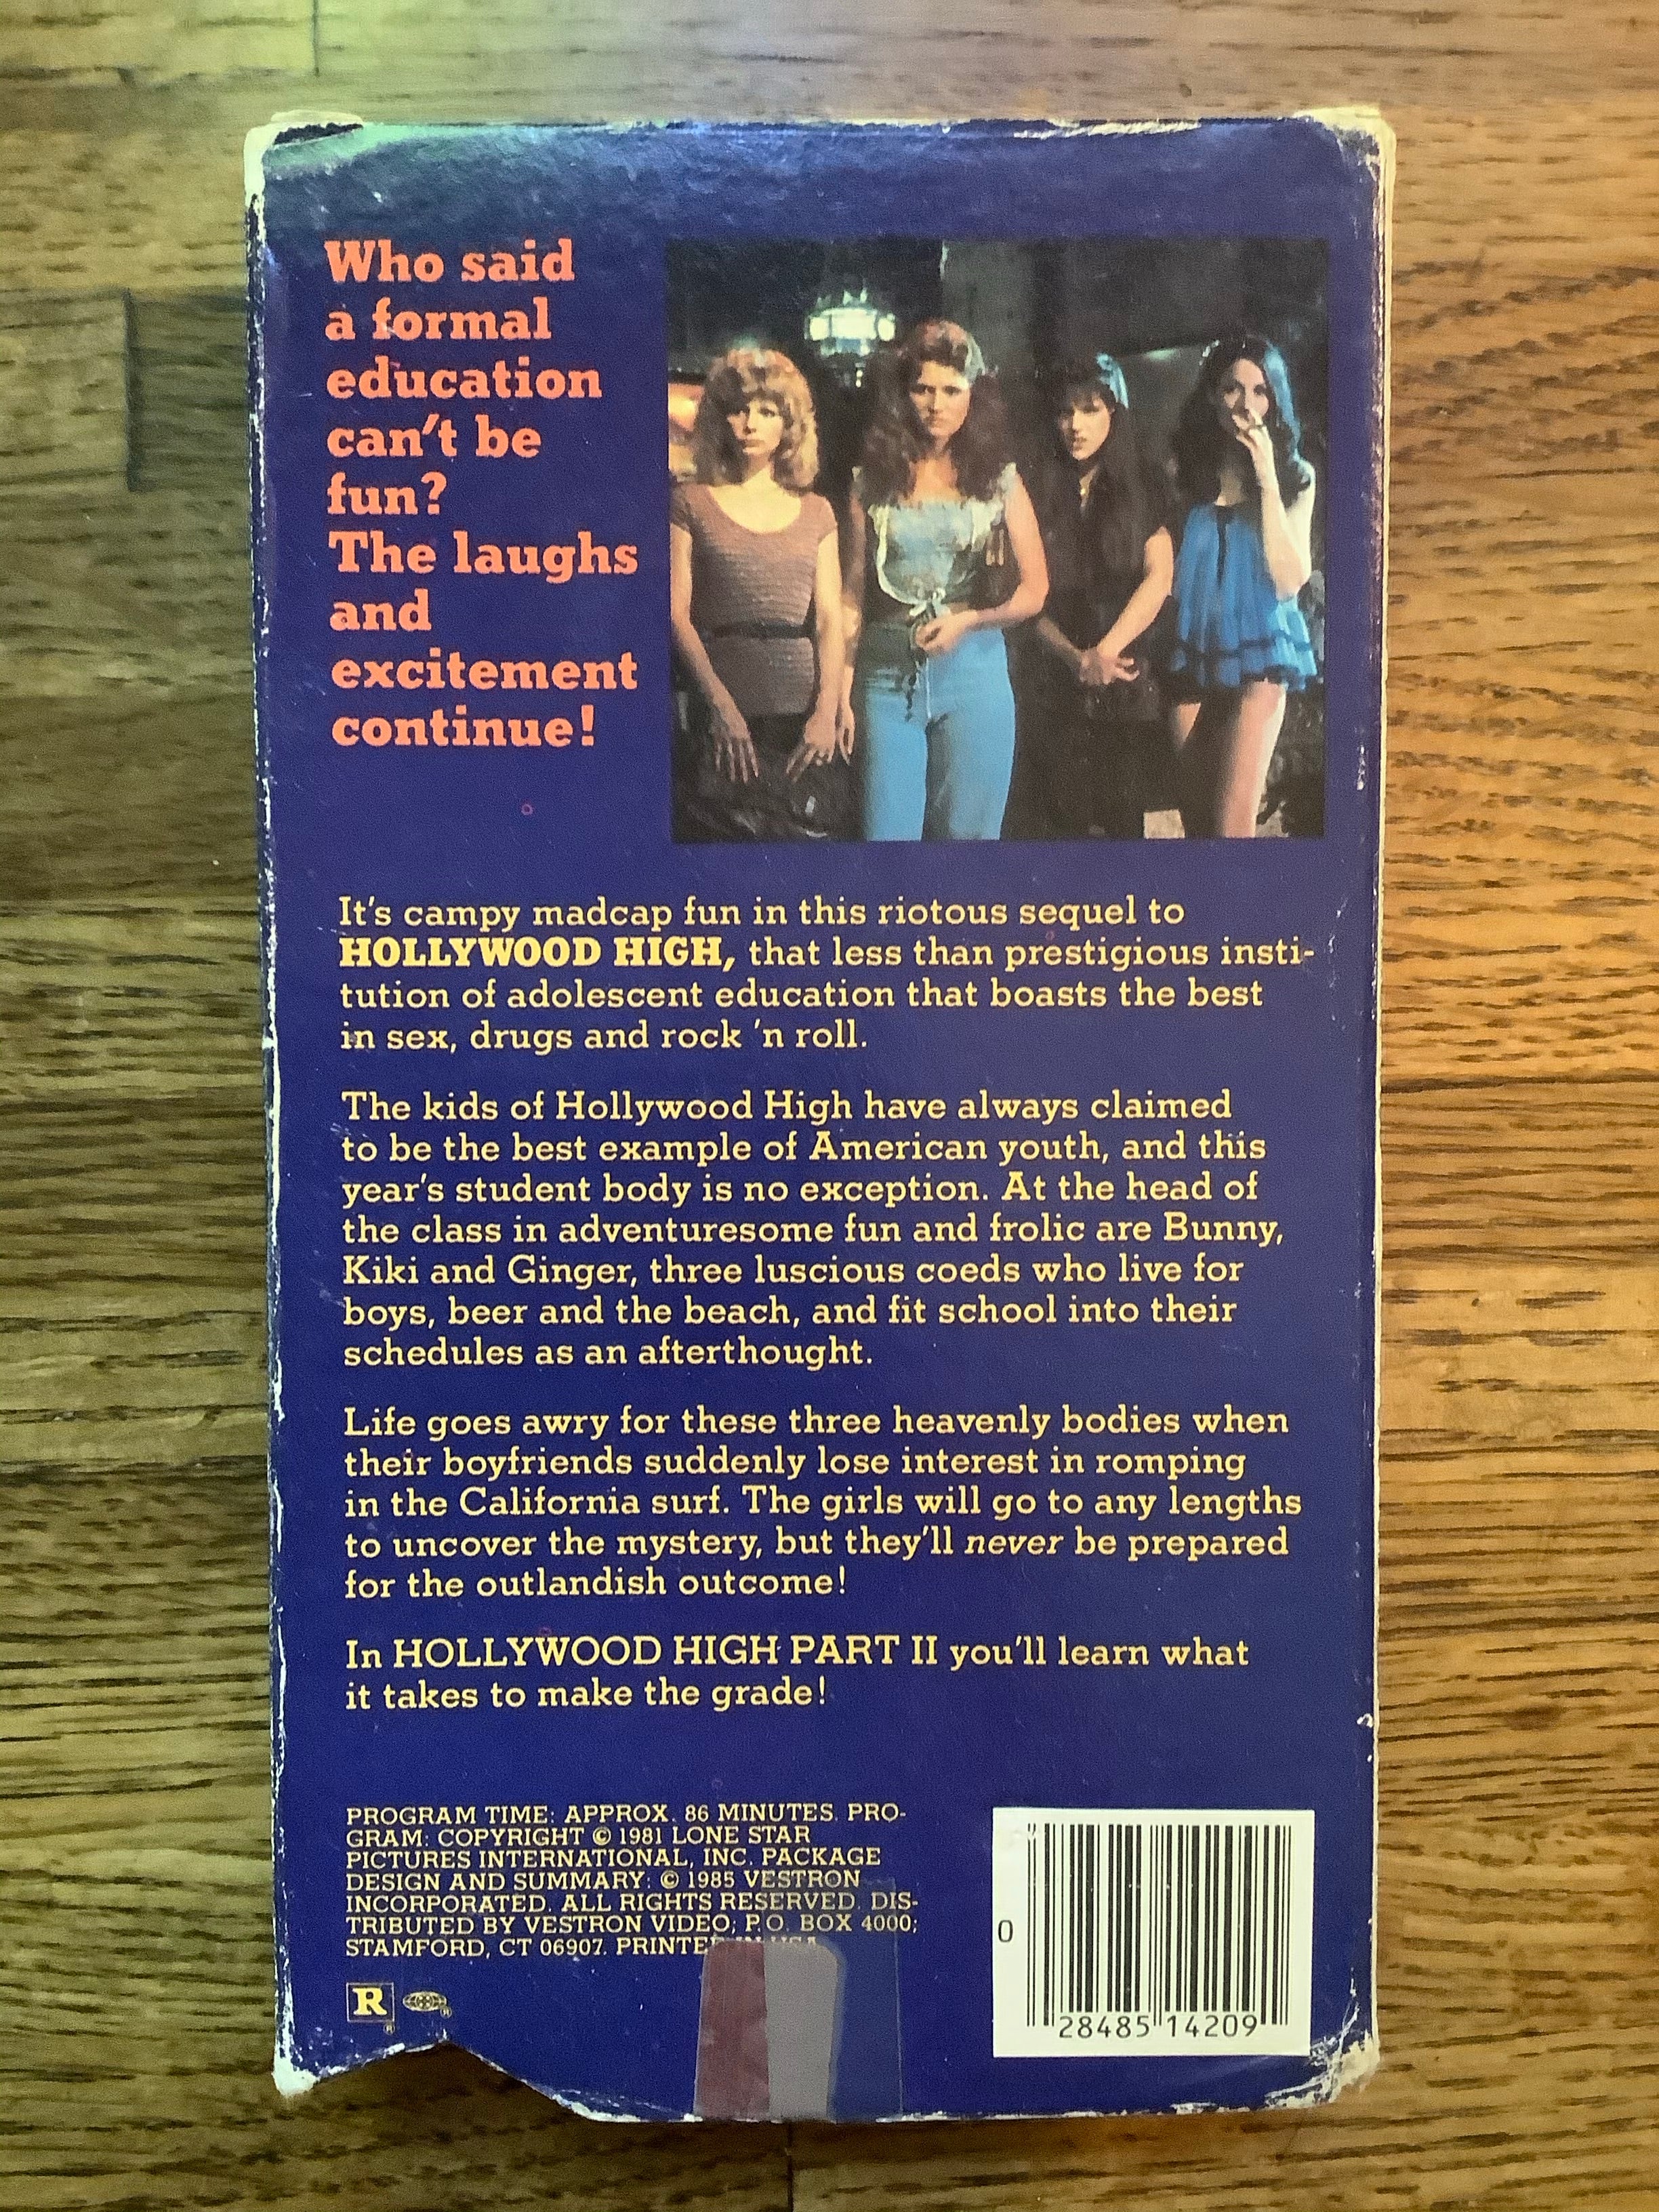 Who said
a formal
education
can't be
fun?
The laughs
and
excitement
continue!
It's campy madcap fun in this riotous sequel to
HOLLYWOOD HIGH, that less than prestigious insti-
tution of adolescent education that boasts the best
in sex, drugs and rock 'n roll.
The kids of Hollywood High have always claimed
to be the best example of American youth, and this
year's student body is no exception. At the head of
the class in adventuresome fun and frolic are Bunny,
Kiki and Ginger, three luscious coeds who live for
boys, beer and the beach, and fit school into their
schedules as an afterthought.
Life goes awry for these three heavenly bodies when
their boyfriends suddenly lose interest in romping
in the California surf. The girls will go to any lengths
to uncover the mystery, but they'll never be prepared
for the outlandish outcome!
In HOLLYWOOD HIGH PART II you'll learn what
it takes to make the grade!
PROGRAM TIME: APPROX. 86 MINUTES. PRO-
GRAM: COPYRIGHT © 1981 LONE STAR
PICTURES INTERNATIONAL, INC. PACKAGE
DESIGN AND SUMMARY: © 1985 VESTRON
INCORPORATED. ALL RIGHTS RESERVED. DIS-
TRIBUTED BY VESTRON VIDEO; P.O. BOX 4000;
STAMFORD, CT 06907. PRINTED IN USA
R ® ®
0 28485 14209